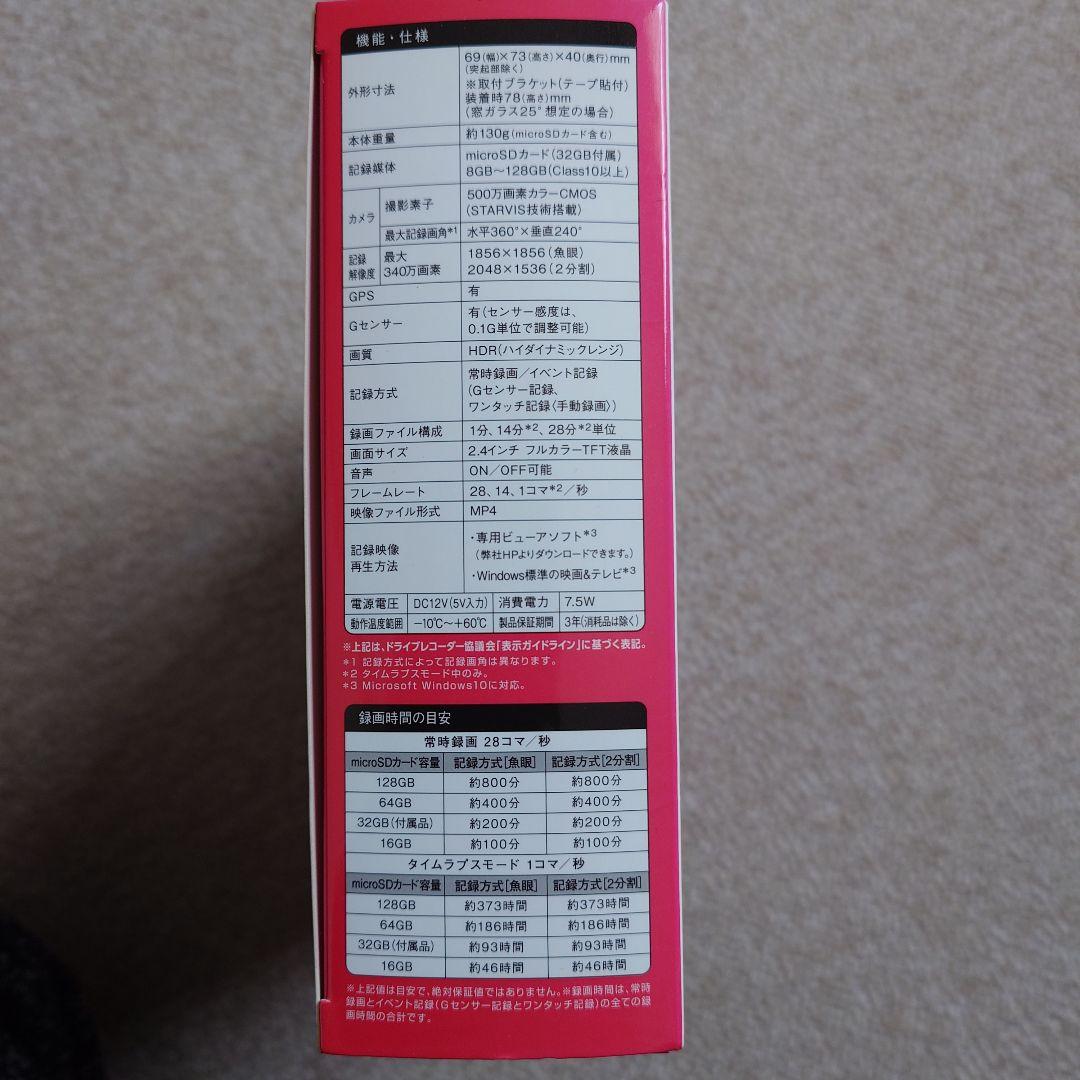 機能・仕様
外形寸法
69(幅)×73(高さ)×40(奥行)mm
(突起部除く)
※取付ブラケット(テープ貼付)
装着時78(高さ)mm
(窓ガラス25°想定の場合)
本体重量 約130g(microSDカード含む)
記録媒体
microSDカード(32GB付属)
8GB〜128GB(Class10以上)
カメラ
撮影素子
500万画素カラーCMOS
(STARVIS技術搭載)
最大記録画角*1 水平360°×垂直240°
記録
解像度
最大
340万画素
1856×1856(魚眼)
2048×1536(2分割)
GPS 有
Gセンサー
有(センサー感度は、
0.1G単位で調整可能)
画質 HDR(ハイダイナミックレンジ)
記録方式
常時録画/イベント記録
(Gセンサー記録、
ワンタッチ記録〈手動録画〉)
録画ファイル構成 1分、14分*2、28分*2単位
画面サイズ 2.4インチ フルカラーTFT液晶
音声 ON/OFF可能
フレームレート 28、14、1コマ*2/秒
映像ファイル形式 MP4
記録映像
再生方法
・専用ビューアソフト*3
(弊社HPよりダウンロードできます。)
・Windows標準の映画&テレビ*3
電源電圧 DC12V(5V入力) 消費電力 7.5W
動作温度範囲 −10℃〜+60℃ 製品保証期間 3年(消耗品は除く)
※上記は、ドライブレコーダー協議会「表示ガイドライン」に基づく表記。
*1 記録方式によって記録画角は異なります。
*2 タイムラプスモード中のみ。
*3 Microsoft Windows10に対応。
録画時間の目安
常時録画 28コマ/秒
microSDカード容量 記録方式[魚眼] 記録方式[2分割]
128GB 約800分 約800分
64GB 約400分 約400分
32GB(付属品) 約200分 約200分
16GB 約100分 約100分
タイムラプスモード 1コマ/秒
microSDカード容量 記録方式[魚眼] 記録方式[2分割]
128GB 約373時間 約373時間
64GB 約186時間 約186時間
32GB(付属品) 約93時間 約93時間
16GB 約46時間 約46時間
※上記値は目安で、絶対保証値ではありません。※録画時間は、常時
録画とイベント記録(Gセンサー記録とワンタッチ記録)の全ての録
画時間の合計です。